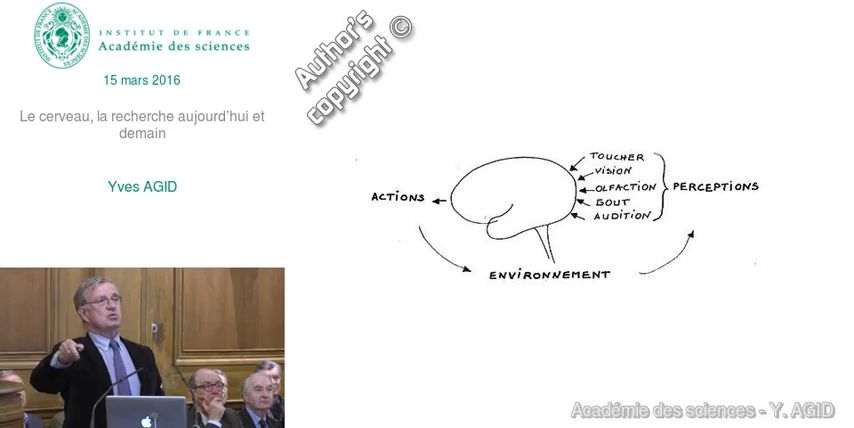 INSTITUT DE FRANCE
Académie des sciences
15 mars 2016
Le cerveau, la recherche aujourd'hui et
demain
Yves AGID
Author's
copyright ©
TOUCHER
VISION
OLFACTION
GOUT
AUDITION
PERCEPTIONS
ACTIONS
ENVIRONNEMENT
Académie des sciences - Y. AGID